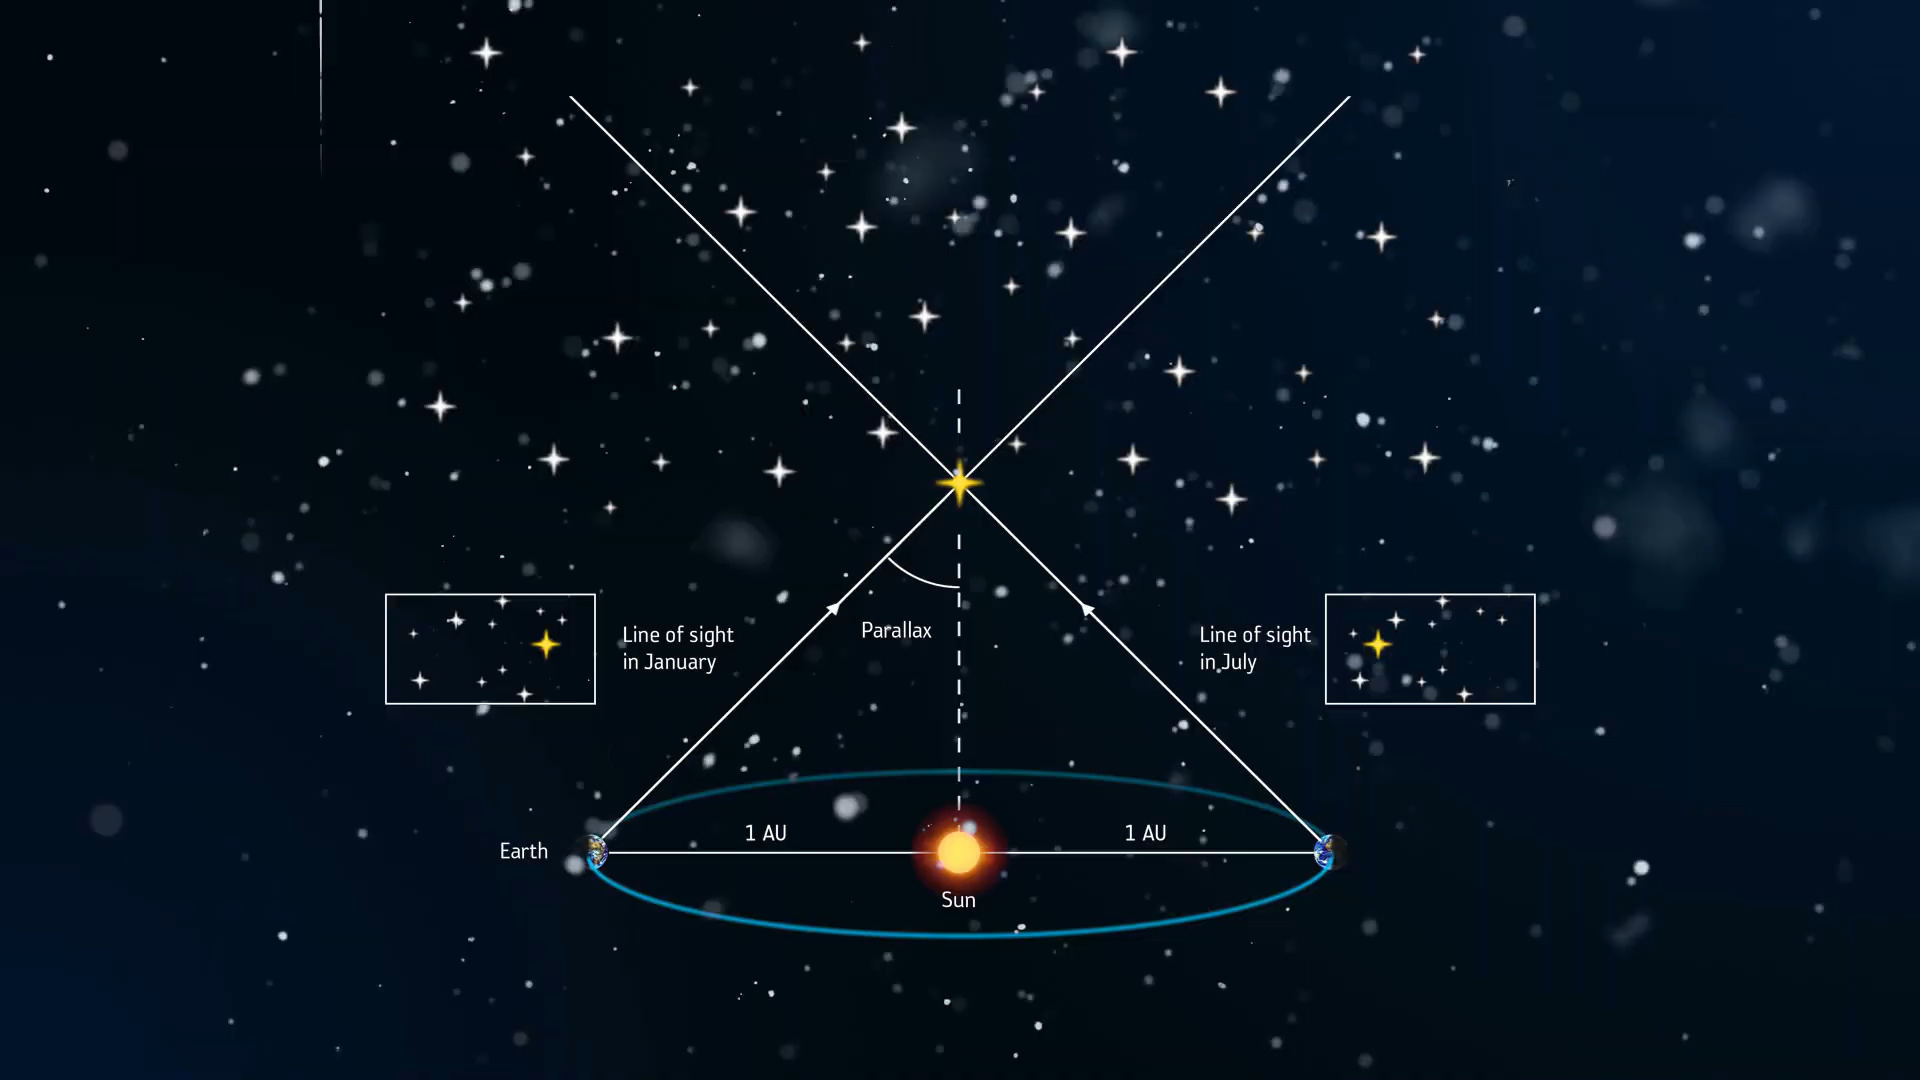 Parallax
Line of sight
in January
Line of sight
in July
1 AU
1 AU
Earth
Sun